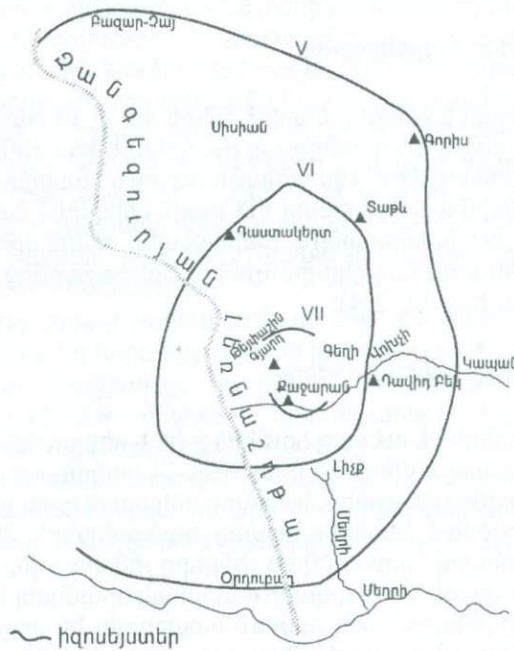 Բազար-Չայ
V
Զանգեզուրյան լեռնաշղթա
Սիսիան
Գորիս
VI
Տաթև
Դաստակերտ
VII
Գեղի
Արխչի
Կապան
Քաջարան
Դավիթ Բեկ
Լիճք
Մեղրի
Օրդուբադ
Մեղրի
իզոսեյստեր